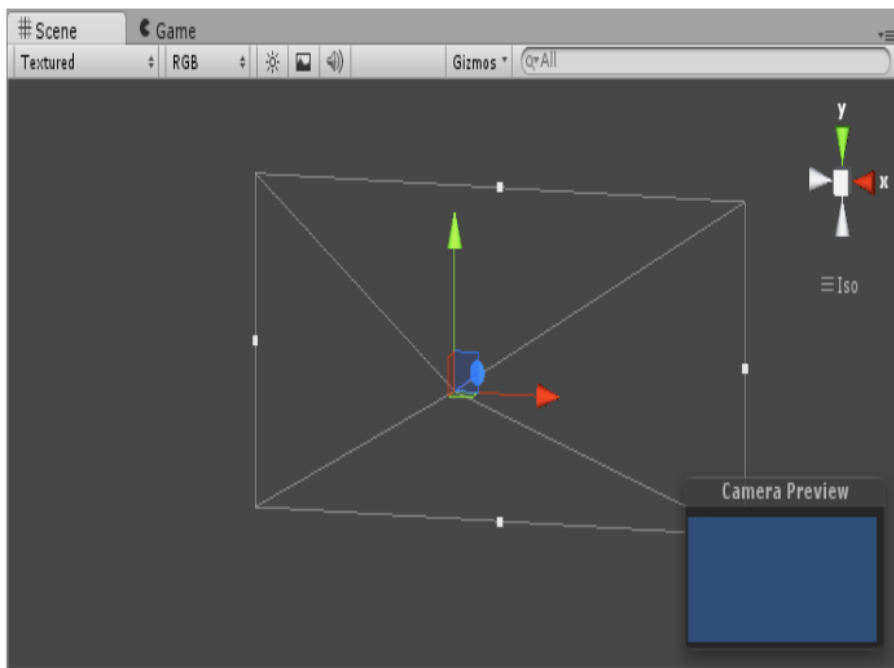 Scene Game
Textured RGB Gizmos All
y
x
Iso
Camera Preview